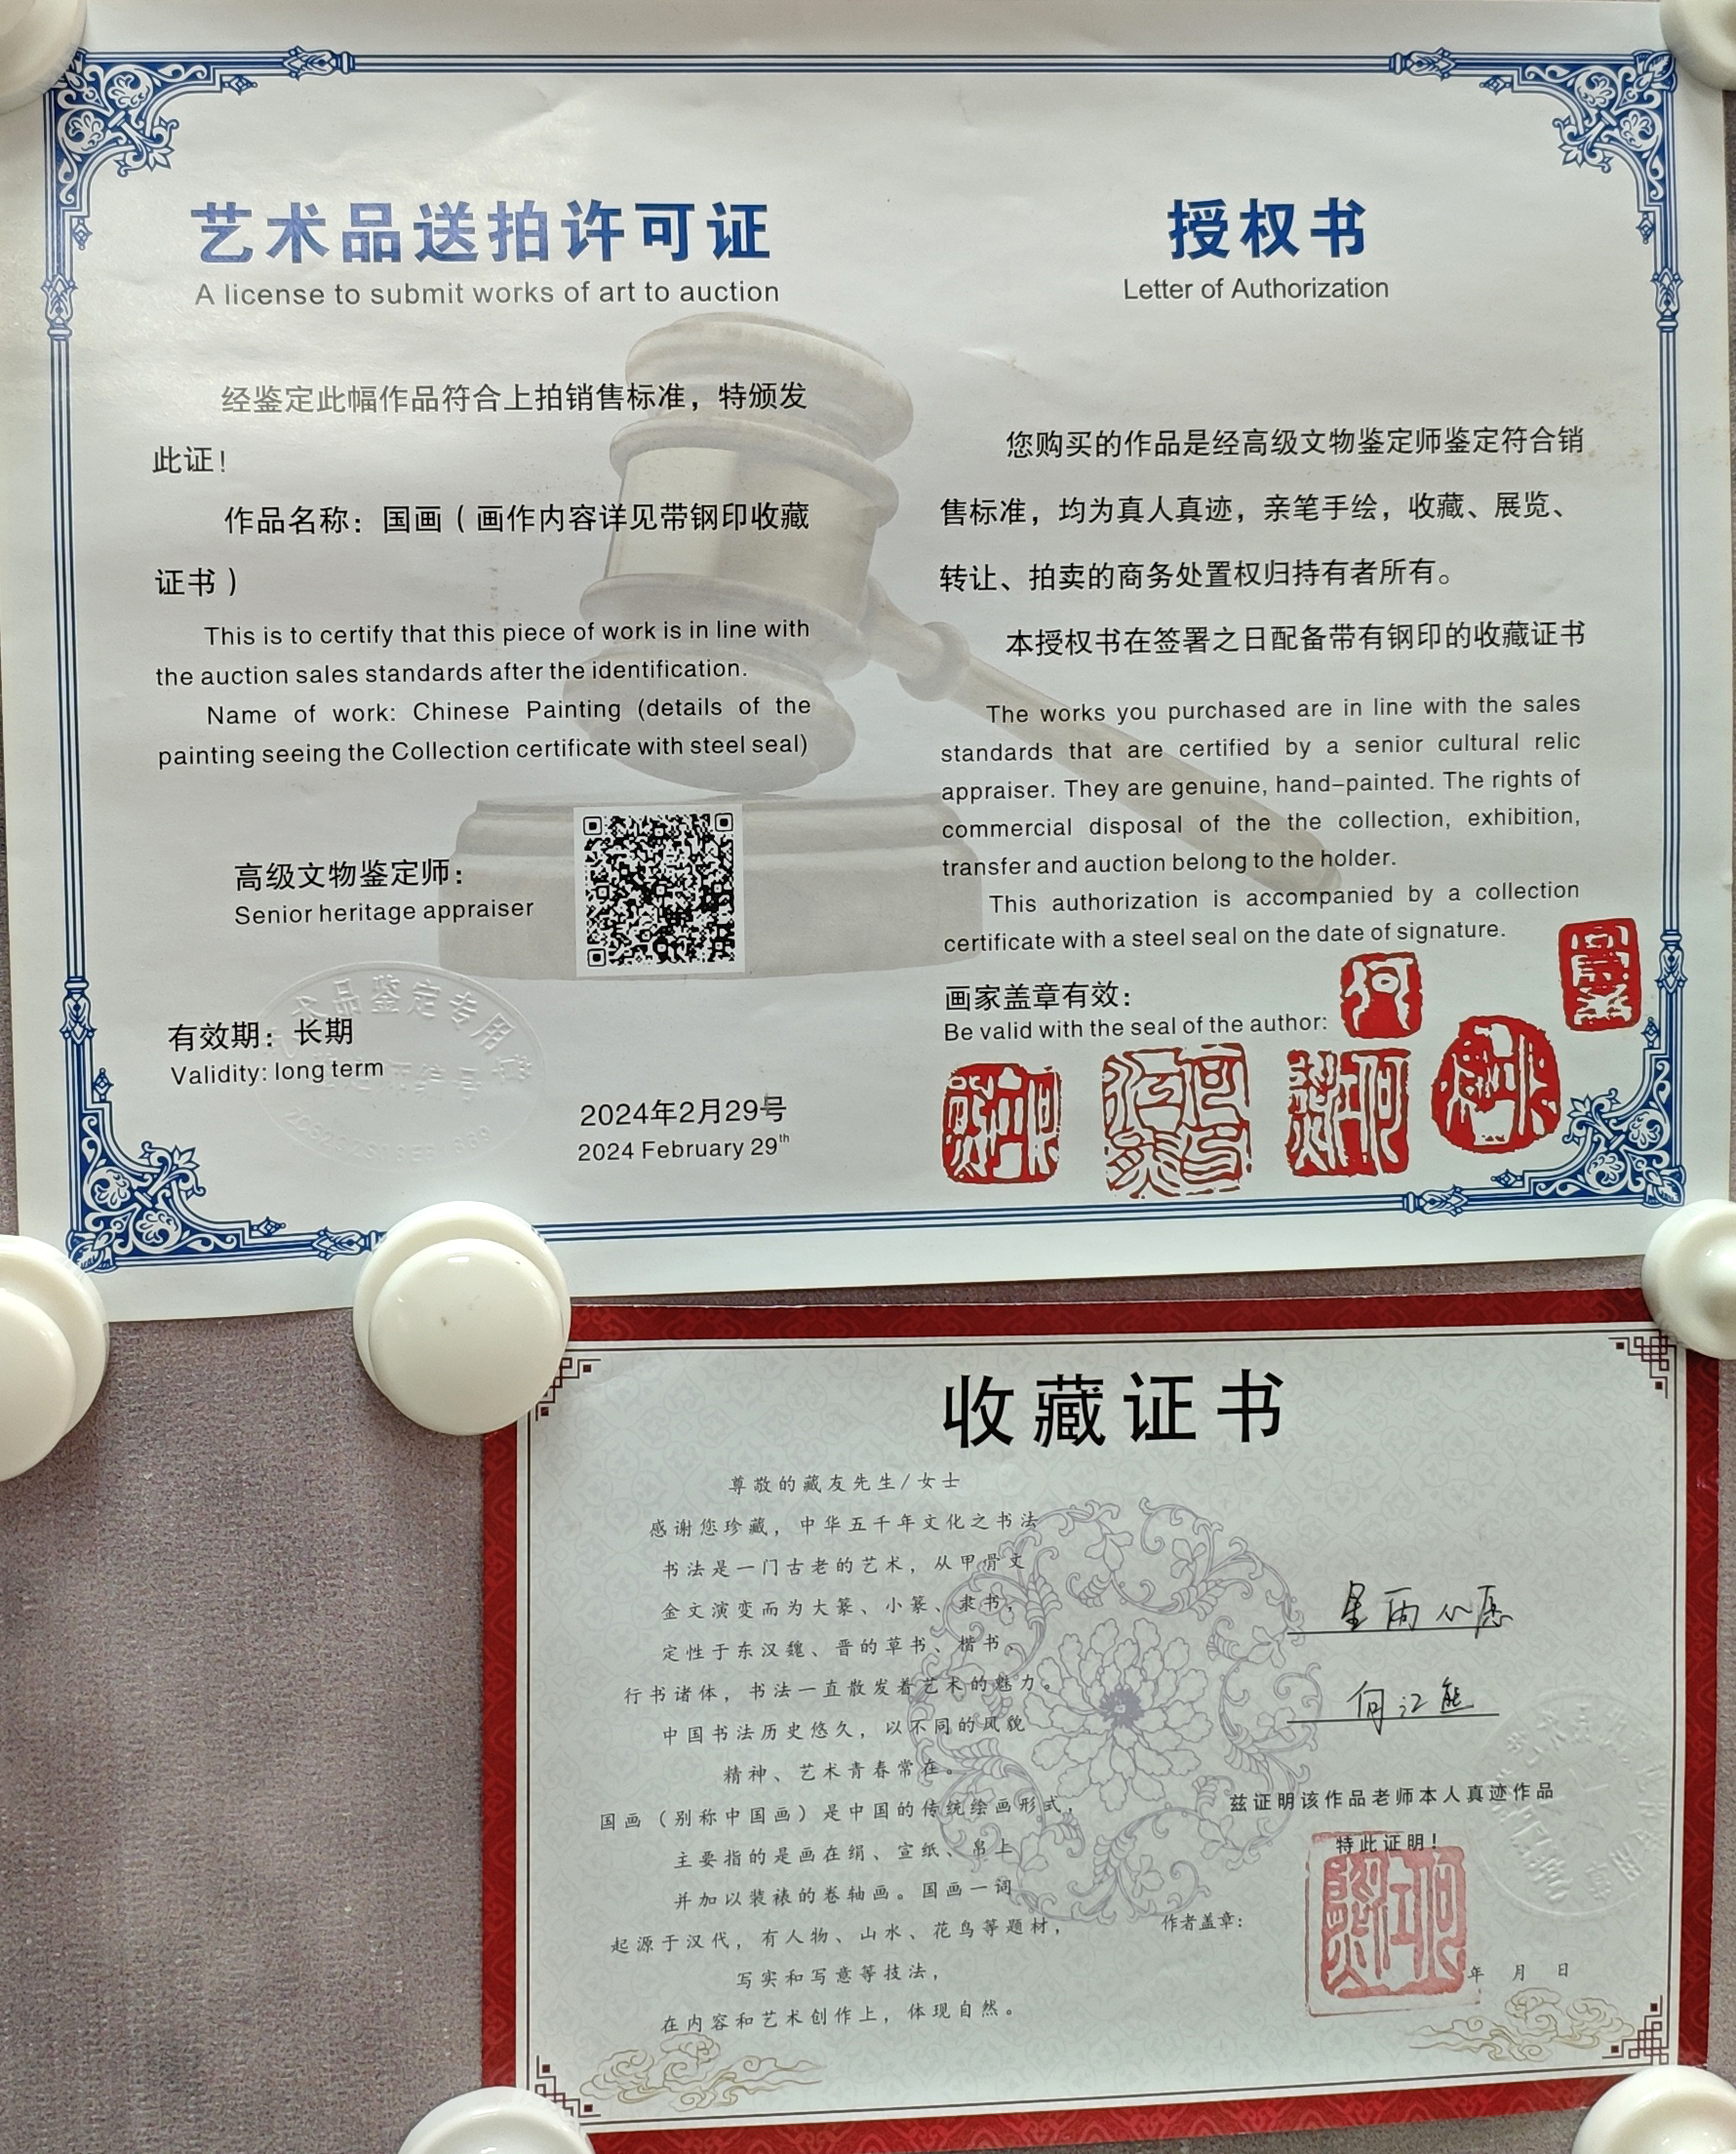 艺术品送拍许可证
A license to submit works of art to auction
经鉴定此幅作品符合上拍销售标准，特颁发
此证！
作品名称：国画（画作内容详见带钢印收藏
证书）
This is to certify that this piece of work is in line with
the auction sales standards after the identification.
Name of work: Chinese Painting (details of the
painting seeing the Collection certificate with steel seal)
高级文物鉴定师：
Senior heritage appraiser
有效期：长期
Validity: long term
2024年2月29号
2024 February 29th
授权书
Letter of Authorization
您购买的作品是经高级文物鉴定师鉴定符合销
售标准，均为真人真迹，亲笔手绘，收藏、展览、
转让、拍卖的商务处置权归持有者所有。
本授权书在签署之日配备带有钢印的收藏证书
The works you purchased are in line with the sales
standards that are certified by a senior cultural relic
appraiser. They are genuine, hand-painted. The rights of
commercial disposal of the the collection, exhibition,
transfer and auction belong to the holder.
This authorization is accompanied by a collection
certificate with a steel seal on the date of signature.
画家盖章有效：
Be valid with the seal of the author:
何
收藏证书
尊敬的藏友先生/女士
感谢您珍藏，中华五千年文化之书法
书法是一门古老的艺术，从甲骨文
金文演变而为大篆、小篆、隶书，
定性于东汉魏、晋的草书、楷书
行书诸体，书法一直散发着艺术的魅力。
中国书法历史悠久，以不同的风貌
精神、艺术青春常在。
国画（别称中国画）是中国的传统绘画形式，
主要指的是画在绢、宣纸、帛上
并加以装裱的卷轴画。国画一词
起源于汉代，有人物、山水、花鸟等题材，
写实和写意等技法，
在内容和艺术创作上，体现自然。
星雨心愿
何江熊
兹证明该作品老师本人真迹作品
特此证明！
作者盖章：
年 月 日